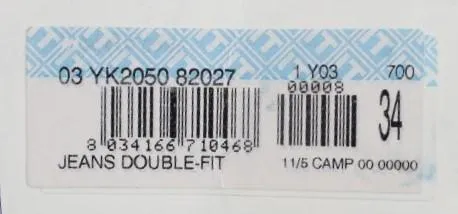 03 YK2050 82027 1 Y03 700
00008
34
8 034166 710468
JEANS DOUBLE-FIT 11/5 CAMP 00 00000